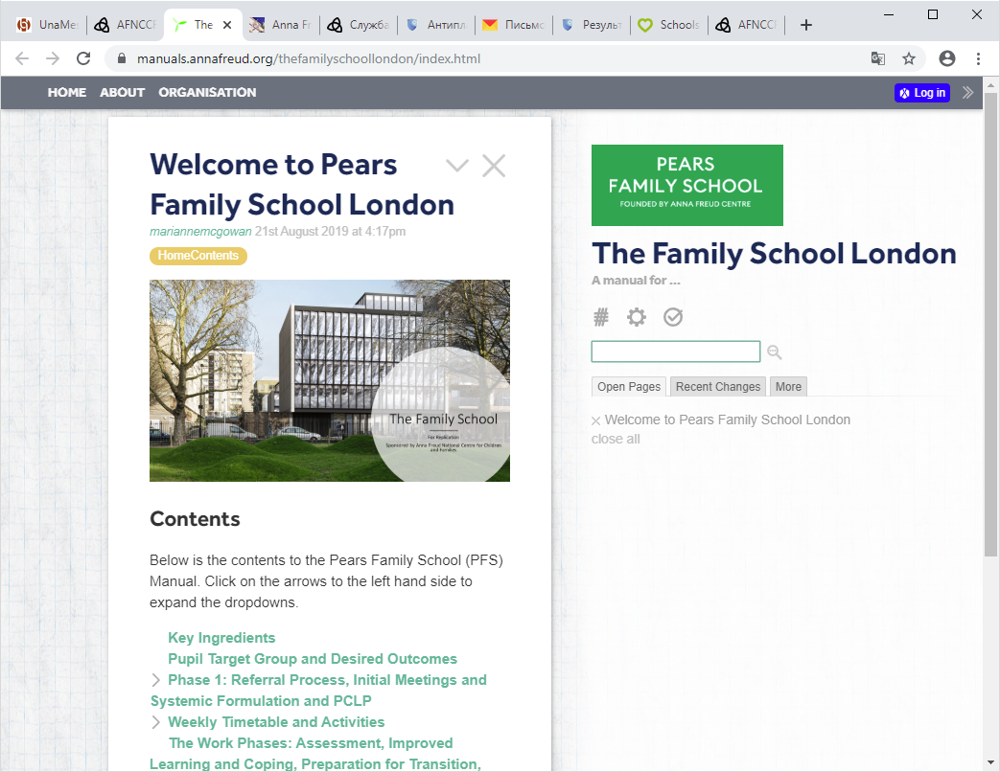 UnaMe
AFNCCF
The
Anna Fr
Служба
Антипл
Письмо
Результ
Schools
AFNCCF
manuals.annafreud.org/thefamilyschoollondon/index.html
HOME ABOUT ORGANISATION
Log in
Welcome to Pears
Family School London
mariannemcgowan 21st August 2019 at 4:17pm
HomeContents
The Family School
For Replication
Sponsored by Anna Freud National Centre for Children
and Families
Contents
Below is the contents to the Pears Family School (PFS)
Manual. Click on the arrows to the left hand side to
expand the dropdowns.
Key Ingredients
Pupil Target Group and Desired Outcomes
Phase 1: Referral Process, Initial Meetings and
Systemic Formulation and PCLP
Weekly Timetable and Activities
The Work Phases: Assessment, Improved
Learning and Coping, Preparation for Transition,
PEARS
FAMILY SCHOOL
FOUNDED BY ANNA FREUD CENTRE
The Family School London
A manual for ...
Open Pages Recent Changes More
× Welcome to Pears Family School London
close all